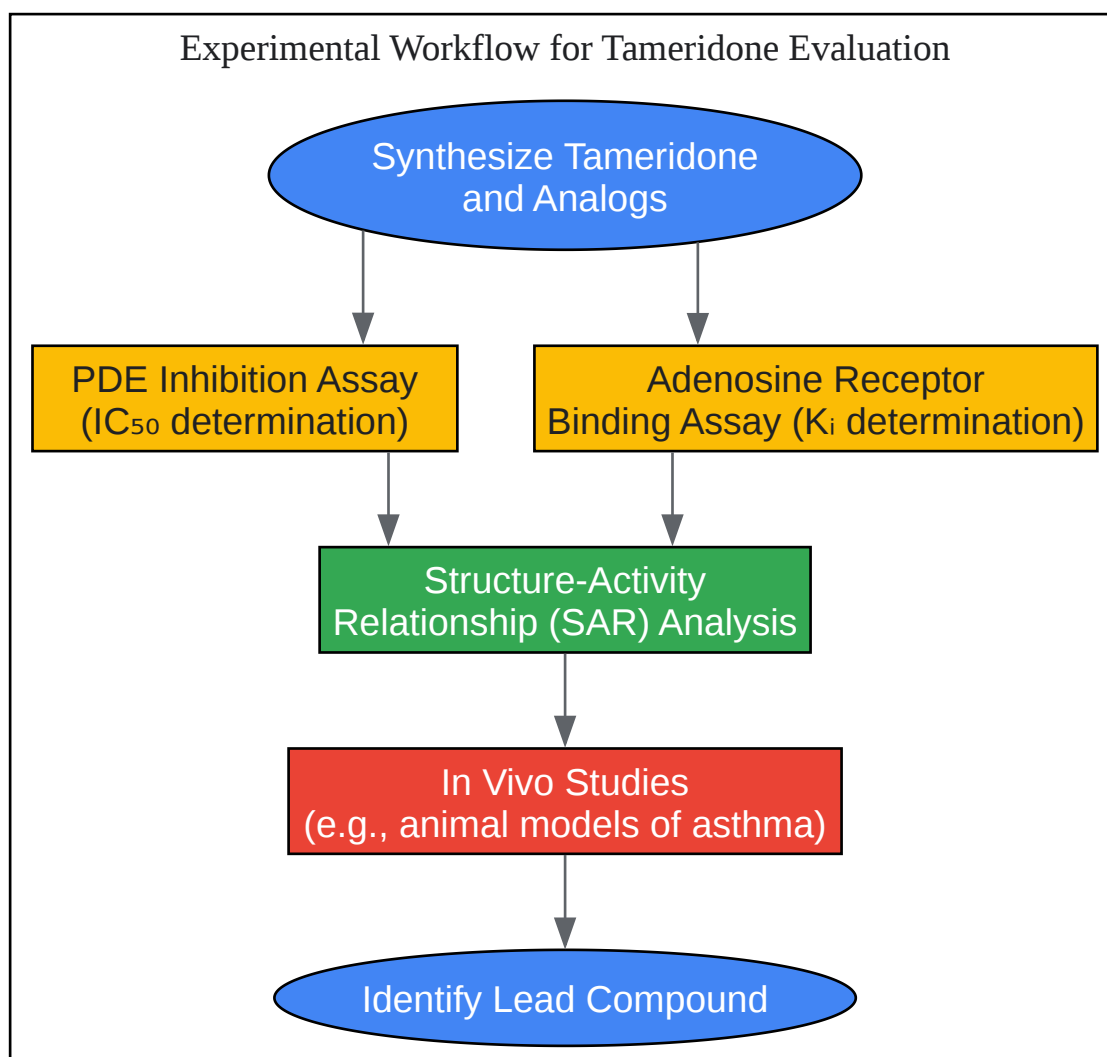 Experimental Workflow for Tameridone Evaluation
Synthesize Tameridone
and Analogs
PDE Inhibition Assay
(IC₅₀ determination)
Adenosine Receptor
Binding Assay (Kᵢ determination)
Structure-Activity
Relationship (SAR) Analysis
In Vivo Studies
(e.g., animal models of asthma)
Identify Lead Compound